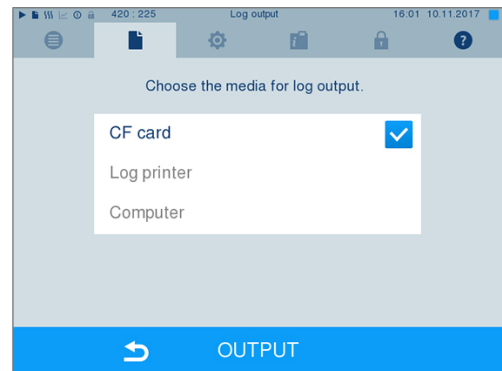 420 : 225 Log output 16:01 10.11.2017
?
Choose the media for log output.
CF card
Log printer
Computer
OUTPUT